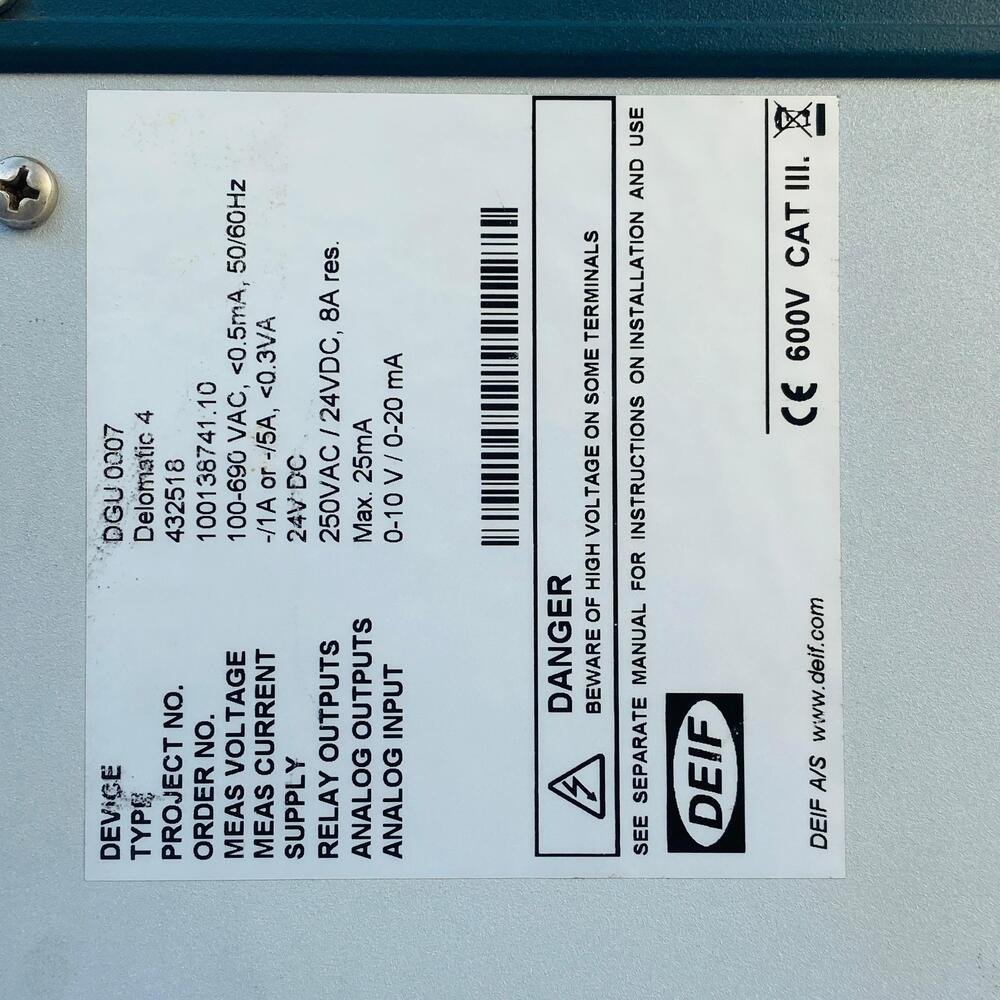 DEVICE DGU 0007
TYPE Delomatic 4
PROJECT NO. 432518
ORDER NO. 100138741.10
MEAS VOLTAGE 100-690 VAC, <0.5mA, 50/60Hz
MEAS CURRENT -/1A or -/5A, <0.3VA
SUPPLY 24V DC
RELAY OUTPUTS 250VAC / 24VDC, 8A res.
ANALOG OUTPUTS Max. 25mA
ANALOG INPUT 0-10 V / 0-20 mA
DANGER
BEWARE OF HIGH VOLTAGE ON SOME TERMINALS
SEE SEPARATE MANUAL FOR INSTRUCTIONS ON INSTALLATION AND USE
DEIF
CE 600V CAT III.
DEIF A/S www.deif.com